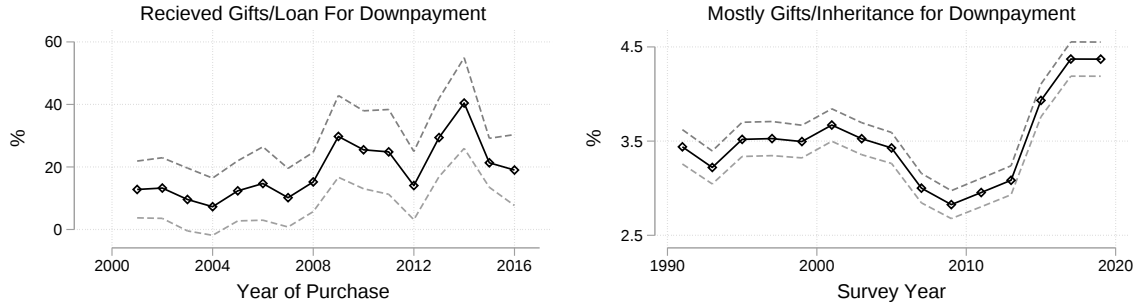 Recieved Gifts/Loan For Downpayment
60
40
20
0
%
2000 2004 2008 2012 2016
Year of Purchase
Mostly Gifts/Inheritance for Downpayment
4.5
3.5
2.5
%
1990 2000 2010 2020
Survey Year